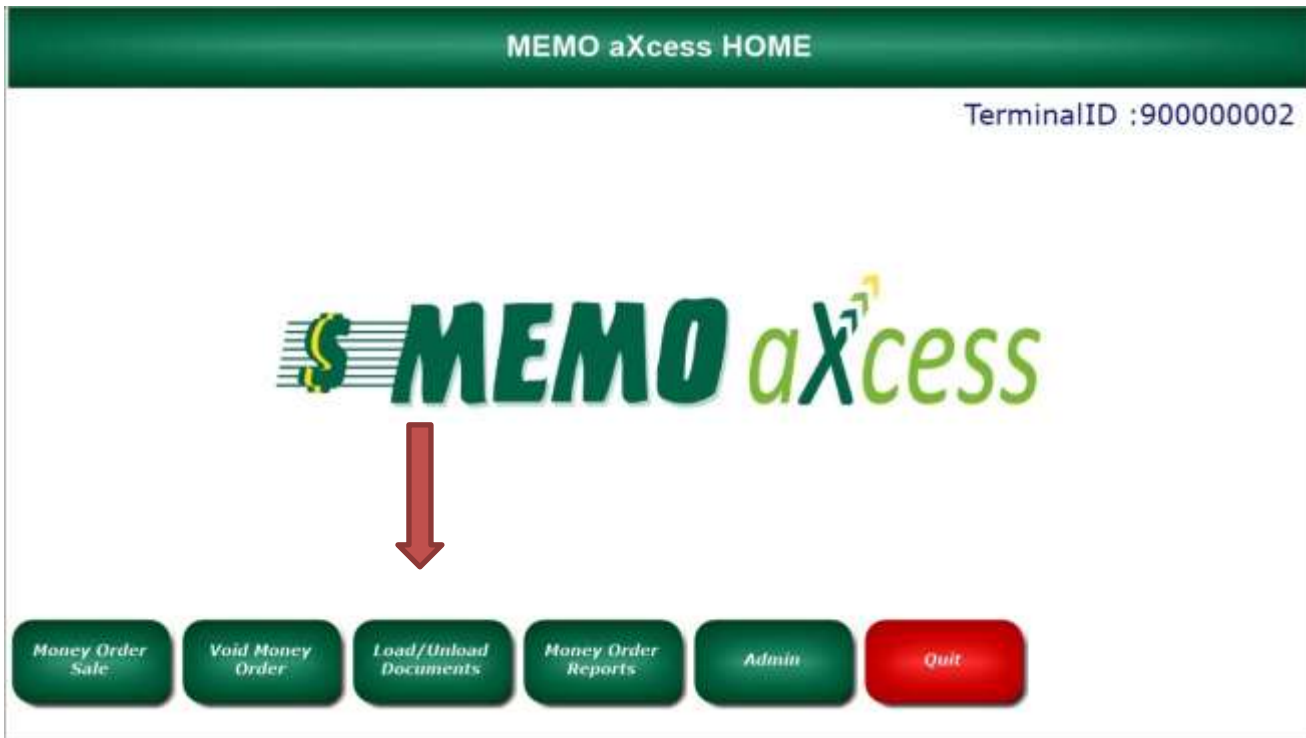 MEMO aXcess HOME
TerminalID :900000002
$ MEMO aXcess
Money Order
Sale
Void Money
Order
Load/Unload
Documents
Money Order
Reports
Admin
Quit